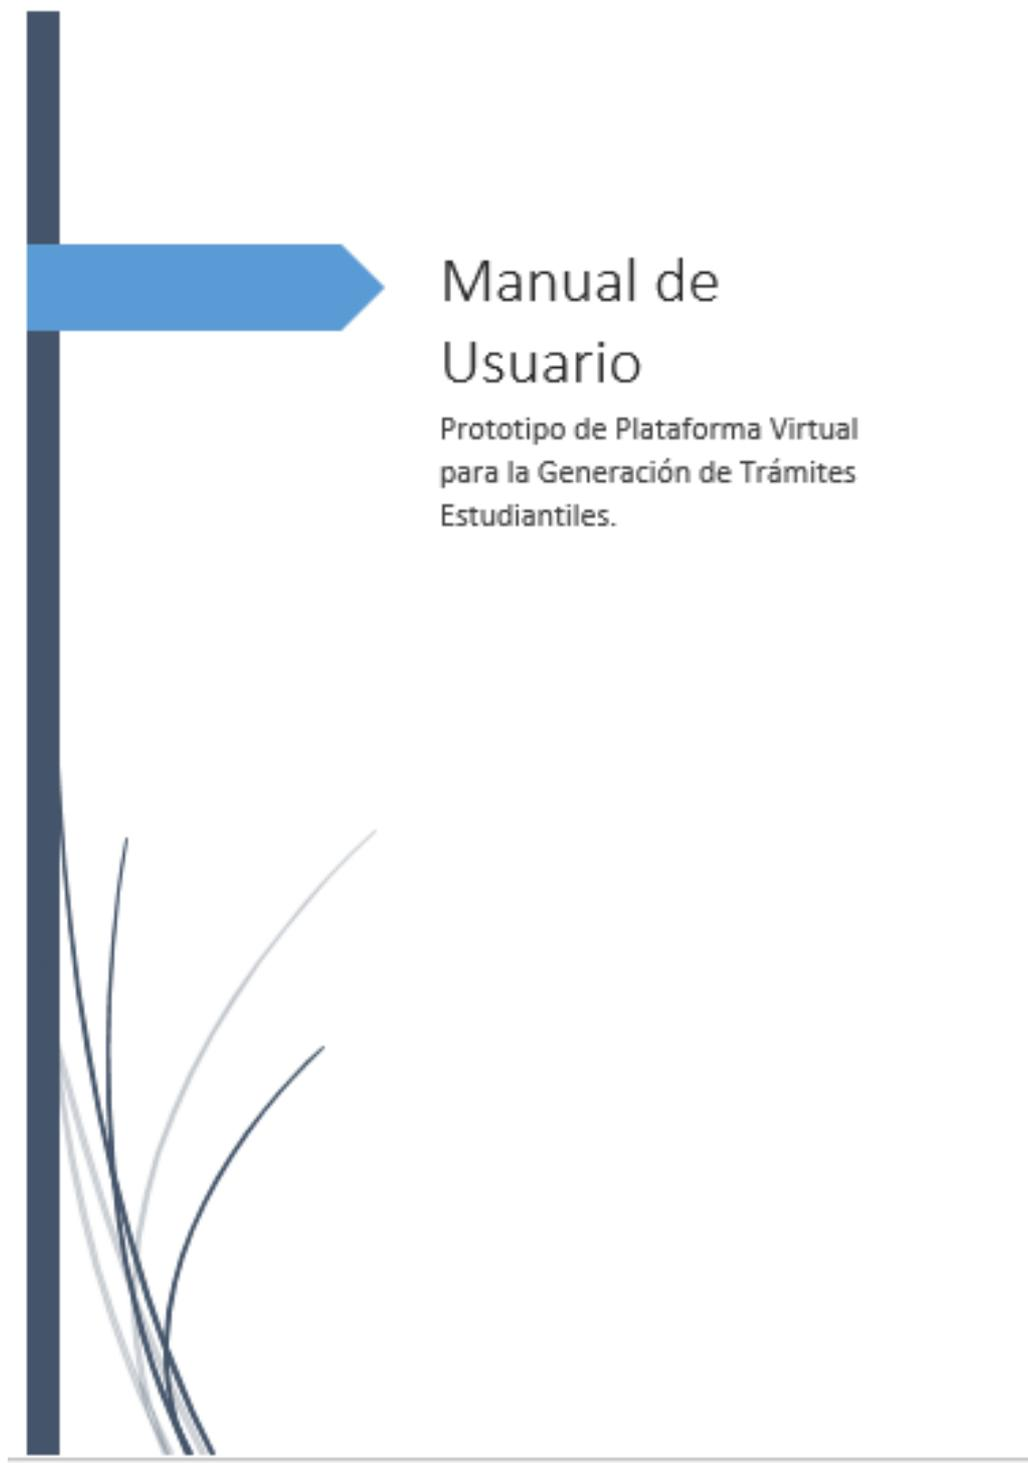 Manual de
Usuario
Prototipo de Plataforma Virtual
para la Generación de Trámites
Estudiantiles.